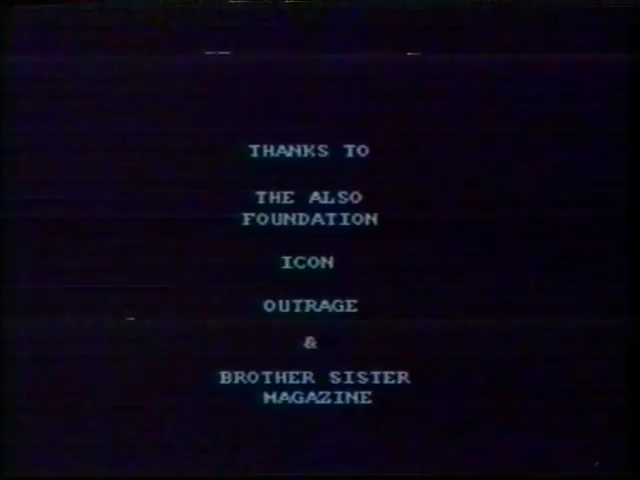 THANKS TO
THE ALSO
FOUNDATION
ICON
OUTRAGE
&
BROTHER SISTER
MAGAZINE